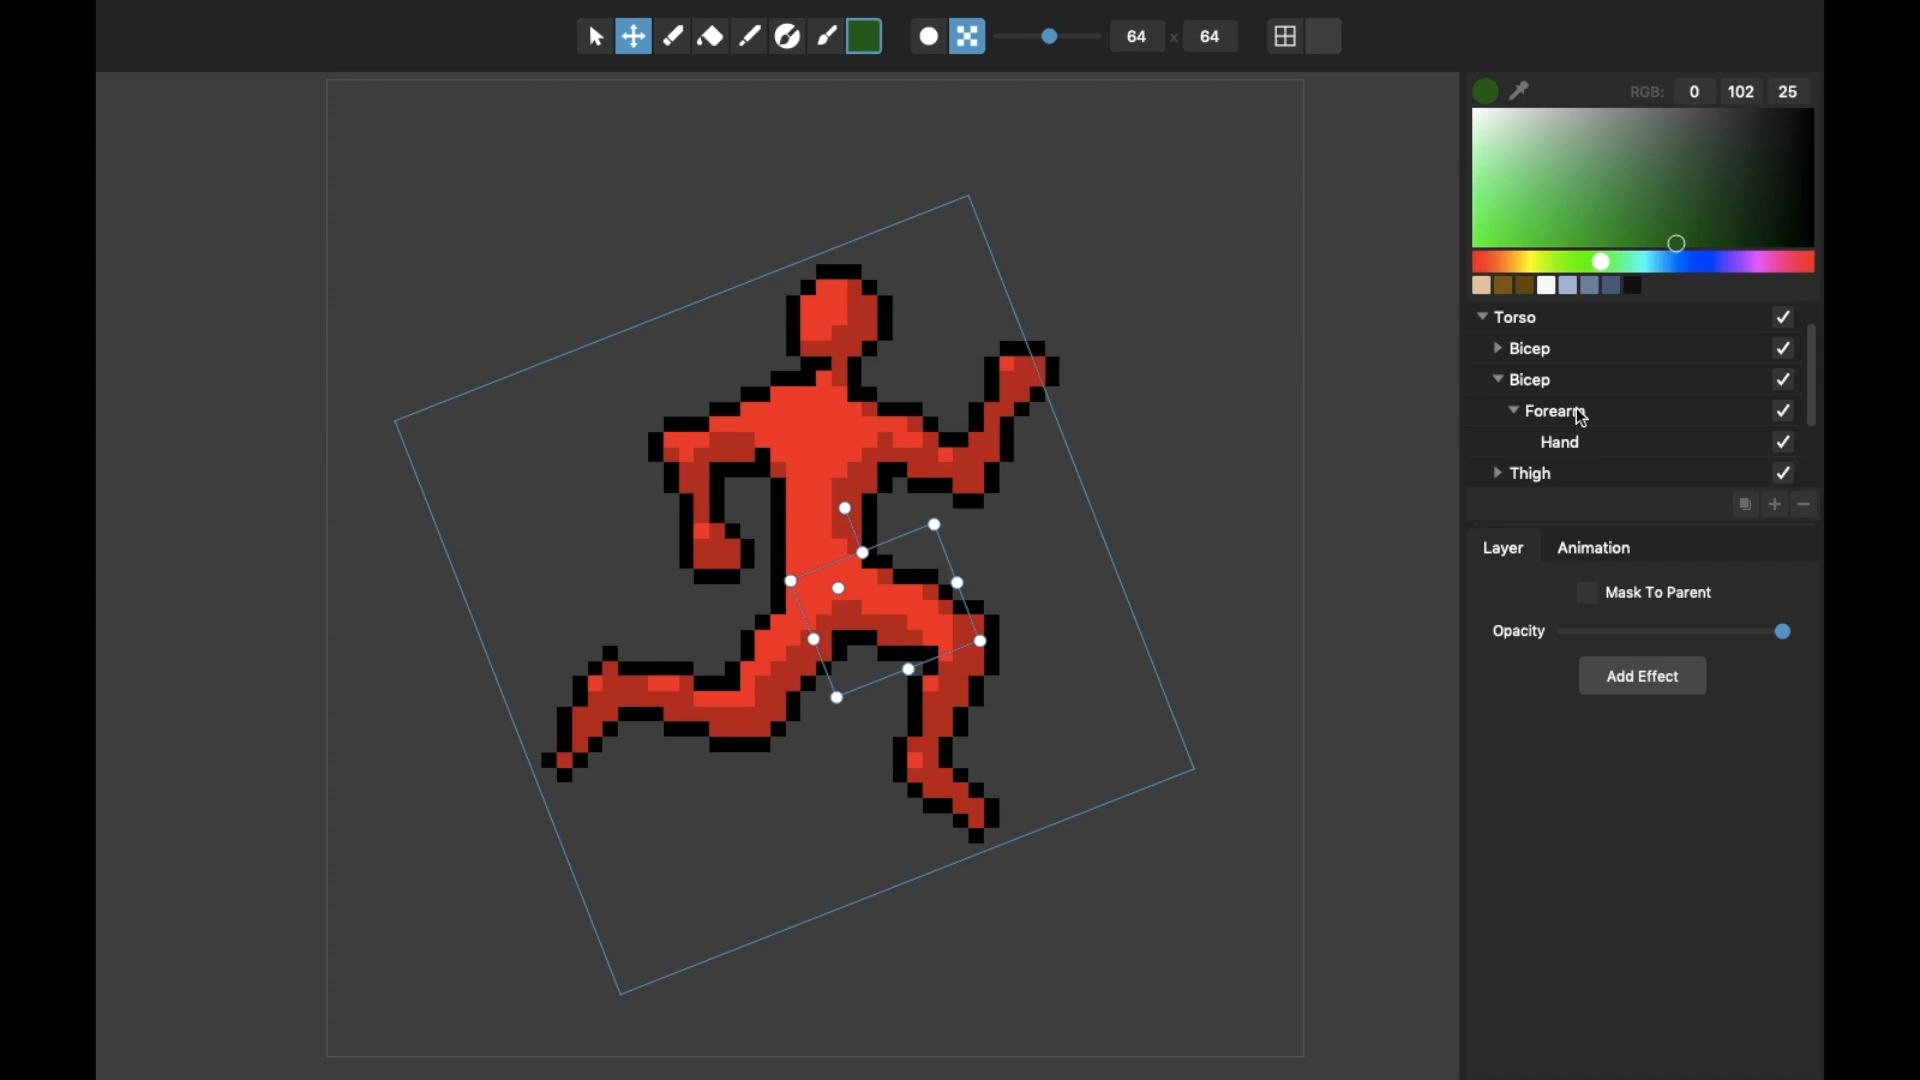 64 x 64
RGB: 0 102 25
Torso
Bicep
Bicep
Forearm
Hand
Thigh
Layer Animation
Mask To Parent
Opacity
Add Effect